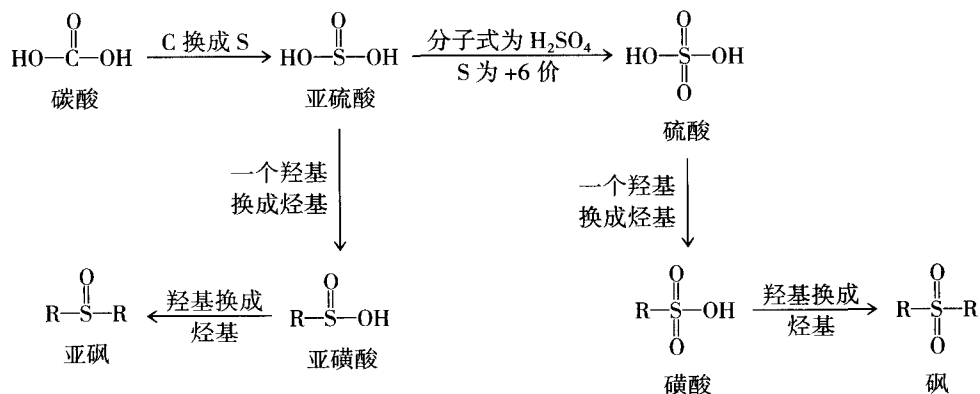 O
HO—C—OH
碳酸
C 换成 S
O
HO—S—OH
亚硫酸
分子式为 H₂SO₄
S 为 +6 价
O
HO—S—OH
O
硫酸
一个羟基
换成烃基
一个羟基
换成烃基
O
R—S—R
亚砜
羟基换成
烃基
O
R—S—OH
亚磺酸
O
R—S—OH
O
磺酸
羟基换成
烃基
O
R—S—R
O
砜